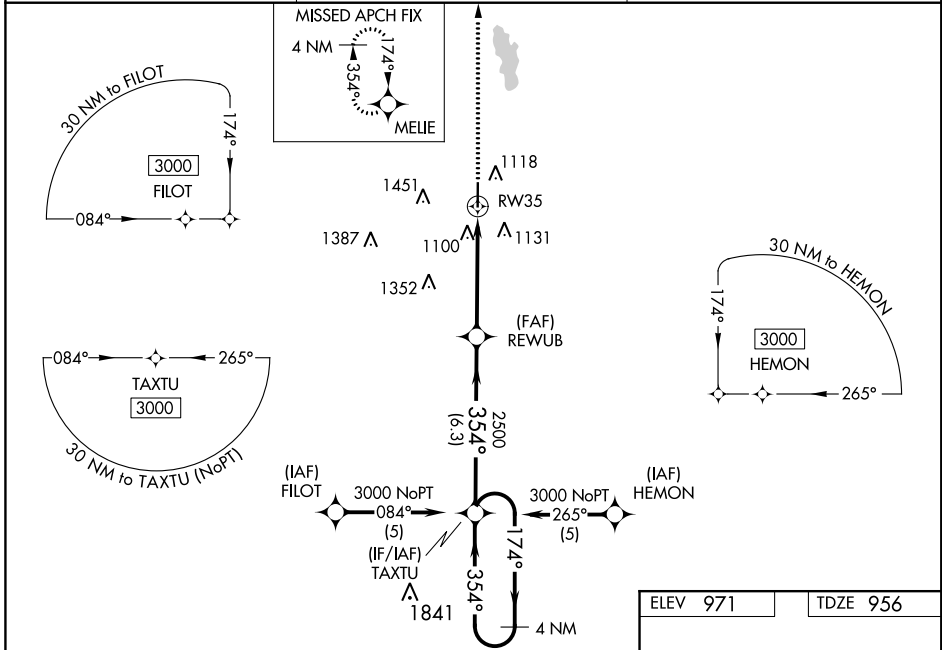 MISSED APCH FIX
4 NM
174°
354°
MELIE
30 NM to FILOT
174°
3000
FILOT
084°
1118
1451
RW35
1387
1100
1131
1352
30 NM to HEMON
174°
3000
HEMON
265°
(FAF)
REWUB
084°
265°
TAXTU
3000
30 NM to TAXTU (NoPT)
2500
354°
(6.3)
(IAF)
FILOT
3000 NoPT
084°
(5)
(IAF)
HEMON
3000 NoPT
265°
(5)
(IF/IAF)
TAXTU
174°
354°
1841
4 NM
ELEV 971
TDZE 956